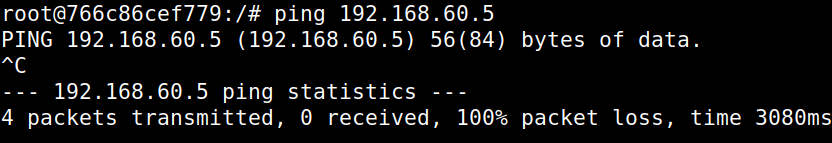 root@766c86cef779:/# ping 192.168.60.5
PING 192.168.60.5 (192.168.60.5) 56(84) bytes of data.
^C
--- 192.168.60.5 ping statistics ---
4 packets transmitted, 0 received, 100% packet loss, time 3080ms